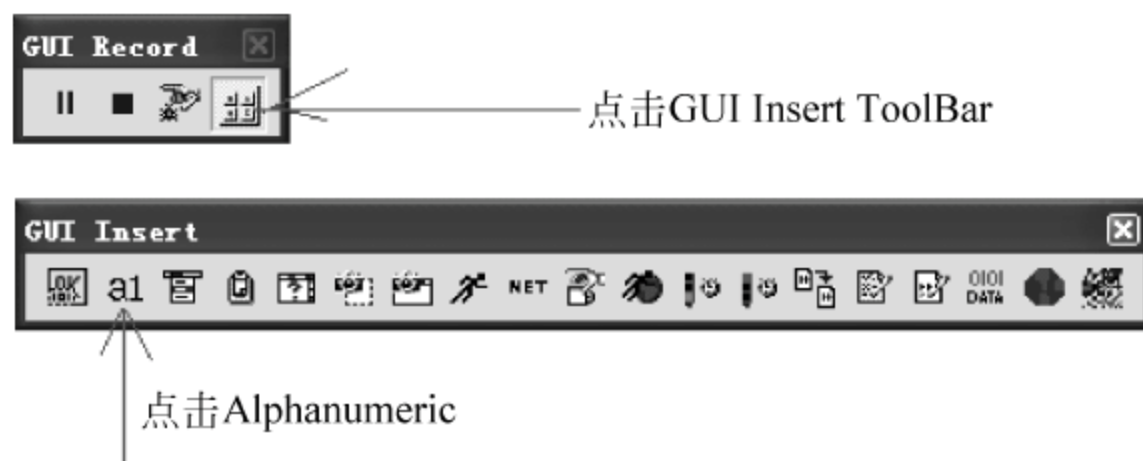 GUI Record
点击GUI Insert ToolBar
GUI Insert
OK
a1
NET
0101
DATA
点击Alphanumeric